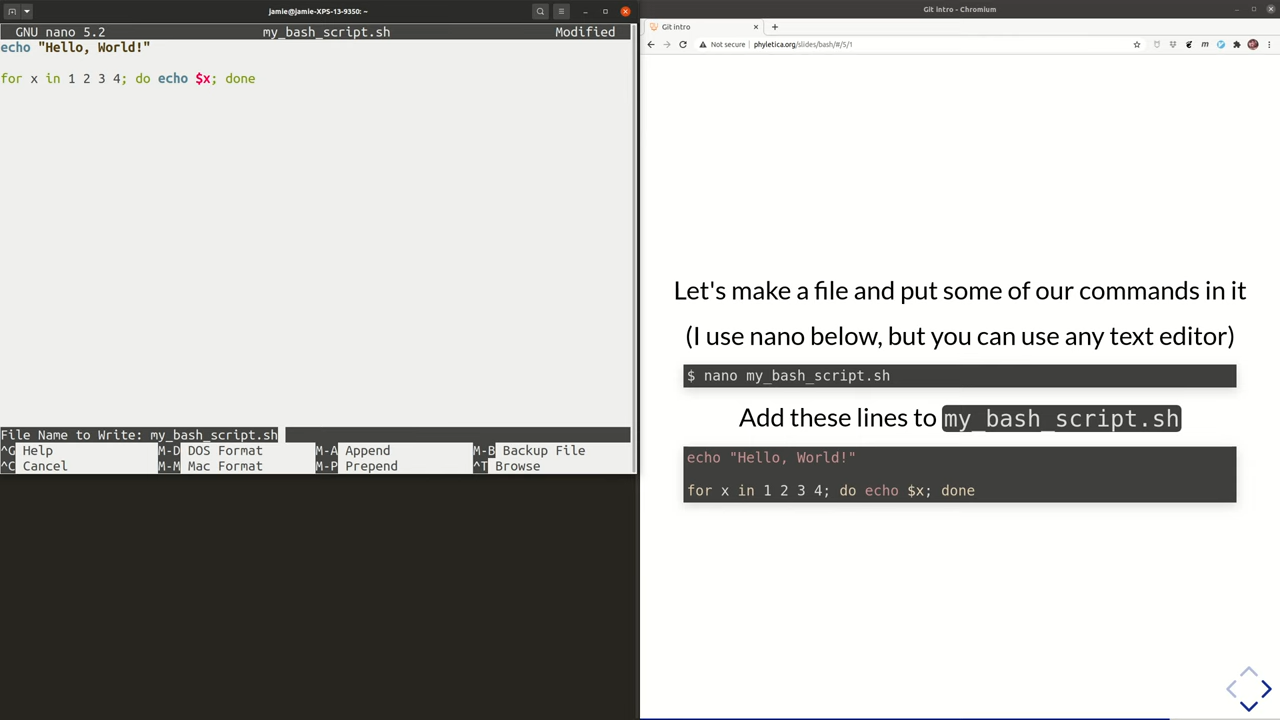 jamie@jamie-XPS-13-9350: ~
GNU nano 5.2 my_bash_script.sh Modified
echo "Hello, World!"
for x in 1 2 3 4; do echo $x; done
File Name to Write: my_bash_script.sh
^G Help M-D DOS Format M-A Append M-B Backup File
^C Cancel M-M Mac Format M-P Prepend ^T Browse
Git intro - Chromium
Git intro
Not secure phyletica.org/slides/bash/#/5/1
Let's make a file and put some of our commands in it
(I use nano below, but you can use any text editor)
$ nano my_bash_script.sh
Add these lines to my_bash_script.sh
echo "Hello, World!"
for x in 1 2 3 4; do echo $x; done